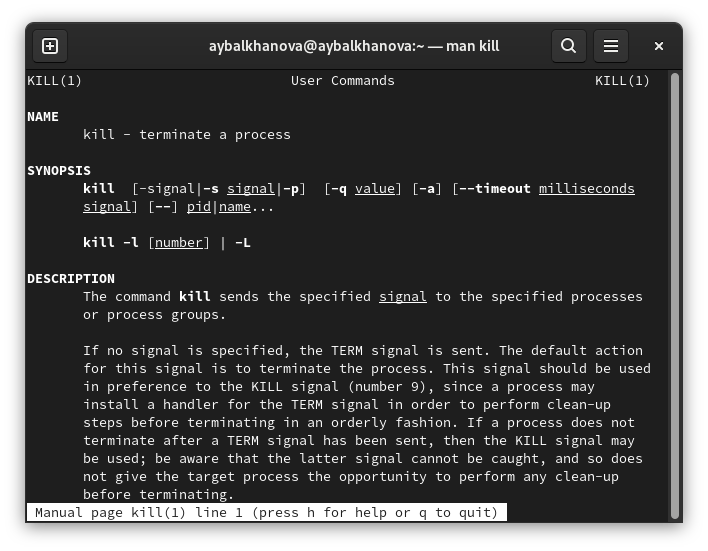 aybalkhanova@aybalkhanova:~ — man kill
KILL(1) User Commands KILL(1)
NAME
kill - terminate a process
SYNOPSIS
kill [-signal|-s signal|-p] [-q value] [-a] [--timeout milliseconds
signal] [--] pid|name...
kill -l [number] | -L
DESCRIPTION
The command kill sends the specified signal to the specified processes
or process groups.
If no signal is specified, the TERM signal is sent. The default action
for this signal is to terminate the process. This signal should be used
in preference to the KILL signal (number 9), since a process may
install a handler for the TERM signal in order to perform clean-up
steps before terminating in an orderly fashion. If a process does not
terminate after a TERM signal has been sent, then the KILL signal may
be used; be aware that the latter signal cannot be caught, and so does
not give the target process the opportunity to perform any clean-up
before terminating.
Manual page kill(1) line 1 (press h for help or q to quit)